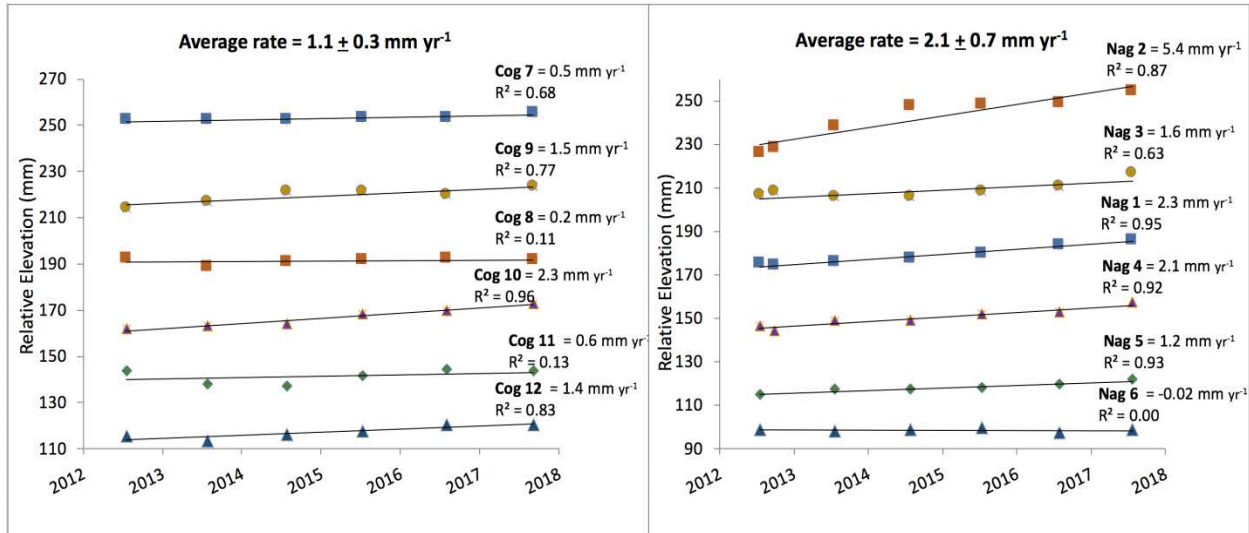 Average rate = 1.1 ± 0.3 mm yr⁻¹
Relative Elevation (mm)
270
250
230
210
190
170
150
130
110
Cog 7 = 0.5 mm yr⁻¹
R² = 0.68
Cog 9 = 1.5 mm yr⁻¹
R² = 0.77
Cog 8 = 0.2 mm yr⁻¹
R² = 0.11
Cog 10 = 2.3 mm yr⁻¹
R² = 0.96
Cog 11 = 0.6 mm yr⁻¹
R² = 0.13
Cog 12 = 1.4 mm yr⁻¹
R² = 0.83
2012
2013
2014
2015
2016
2017
2018
Average rate = 2.1 ± 0.7 mm yr⁻¹
Relative Elevation (mm)
250
230
210
190
170
150
130
110
90
Nag 2 = 5.4 mm yr⁻¹
R² = 0.87
Nag 3 = 1.6 mm yr⁻¹
R² = 0.63
Nag 1 = 2.3 mm yr⁻¹
R² = 0.95
Nag 4 = 2.1 mm yr⁻¹
R² = 0.92
Nag 5 = 1.2 mm yr⁻¹
R² = 0.93
Nag 6 = -0.02 mm yr⁻¹
R² = 0.00
2012
2013
2014
2015
2016
2017
2018